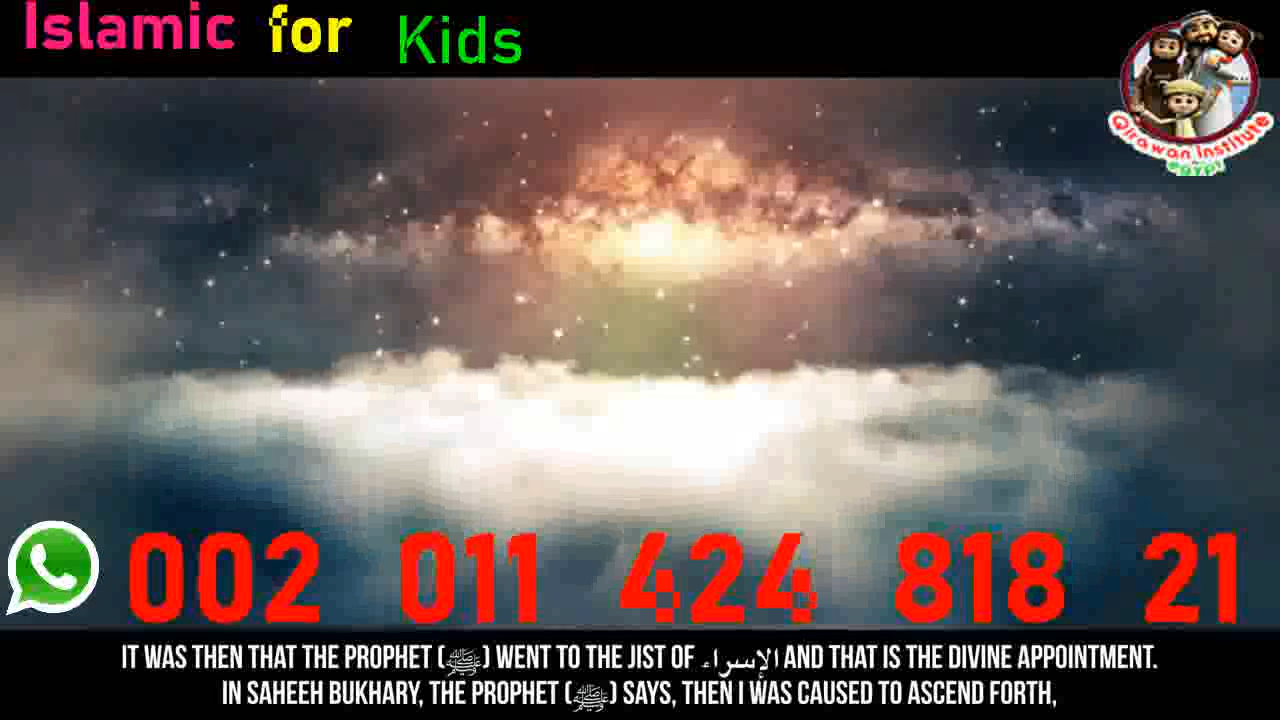 Islamic for Kids
Qirawan Institute
egypt
002 011 424 818 21
IT WAS THEN THAT THE PROPHET (ﷺ) WENT TO THE JIST OF الإسراء AND THAT IS THE DIVINE APPOINTMENT.
IN SAHEEH BUKHARY, THE PROPHET (ﷺ) SAYS, THEN I WAS CAUSED TO ASCEND FORTH,